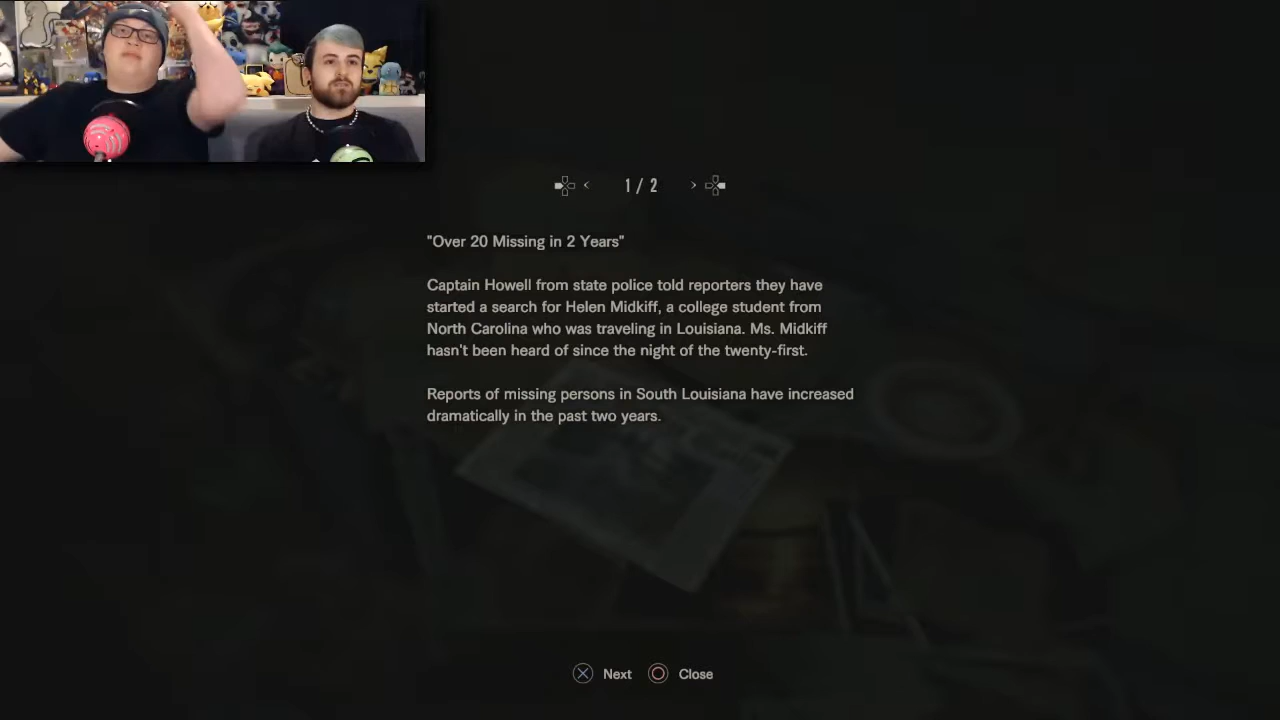 1 / 2
"Over 20 Missing in 2 Years"
Captain Howell from state police told reporters they have
started a search for Helen Midkiff, a college student from
North Carolina who was traveling in Louisiana. Ms. Midkiff
hasn't been heard of since the night of the twenty-first.
Reports of missing persons in South Louisiana have increased
dramatically in the past two years.
Next Close